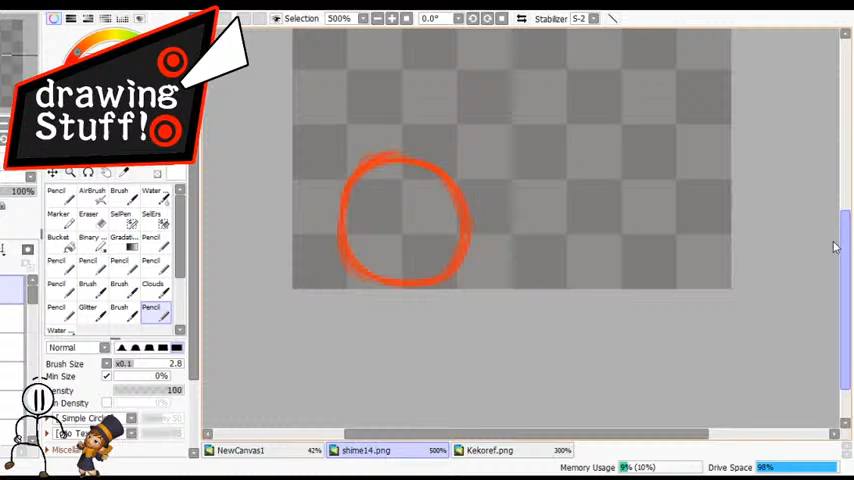 Selection 500% 0.0° Stabilizer S-2
drawing
Stuff!
100%
Pencil AirBrush Brush Water ..
Marker Eraser SelPen SelErs
Bucket Binary ... Gradati... Pencil
Pencil Pencil Pencil Pencil
Pencil Brush Brush Clouds
Pencil Glitter Brush Pencil
Water ...
Normal
Brush Size x0.1 2.8
Min Size 0%
100
0%
Simple Circ
Miscella
NewCanvas1 42% shime14.png 500% Kekoref.png 300%
Memory Usage 9% (10%) Drive Space 98%